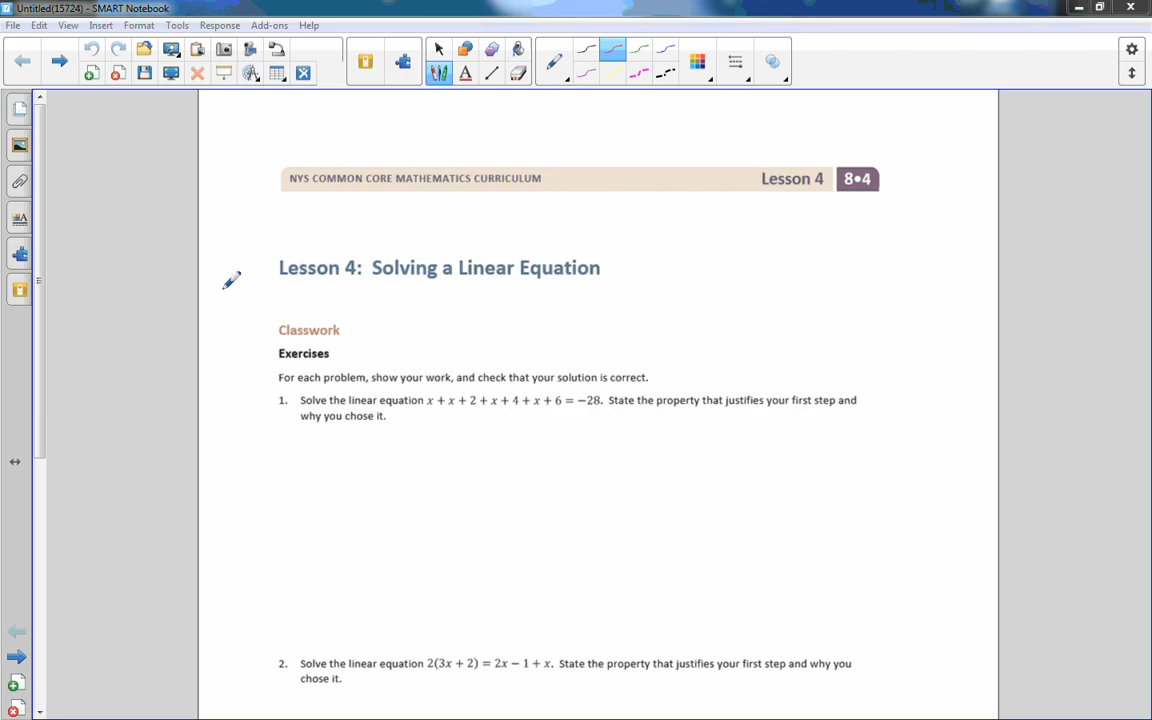 Untitled(15724) - SMART Notebook
File Edit View Insert Format Tools Response Add-ons Help
NYS COMMON CORE MATHEMATICS CURRICULUM Lesson 4 8•4
Lesson 4: Solving a Linear Equation
Classwork
Exercises
For each problem, show your work, and check that your solution is correct.
1. Solve the linear equation x + x + 2 + x + 4 + x + 6 = −28. State the property that justifies your first step and
why you chose it.
2. Solve the linear equation 2(3x + 2) = 2x − 1 + x. State the property that justifies your first step and why you
chose it.